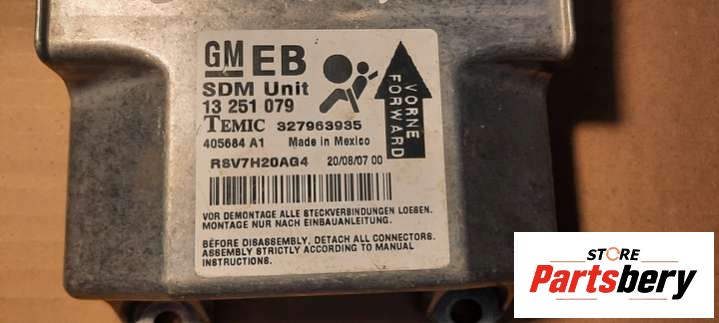 GM EB
SDM Unit
13 251 079
TEMIC 327963935
405684 A1 Made in Mexico
R8V7H20AG4 20/08/07 00
VORNE
FORWARD
VOR DEMONTAGE ALLE STECKVERBINDUNGEN LOESEN.
MONTAGE NUR NACH EINBAUANLEITUNG.
BEFORE DISASSEMBLY, DETACH ALL CONNECTORS.
ASSEMBLY STRICTLY ACCORDING TO MANUAL
INSTRUCTIONS
STORE
Partsbery